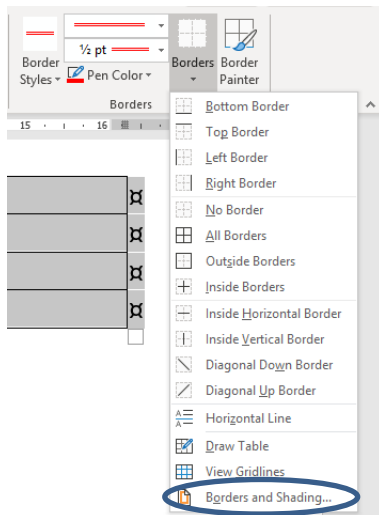 ½ pt
Border Styles
Pen Color
Borders
Border Painter
Borders
15 16
¤
¤
¤
¤
Bottom Border
Top Border
Left Border
Right Border
No Border
All Borders
Outside Borders
Inside Borders
Inside Horizontal Border
Inside Vertical Border
Diagonal Down Border
Diagonal Up Border
Horizontal Line
Draw Table
View Gridlines
Borders and Shading...